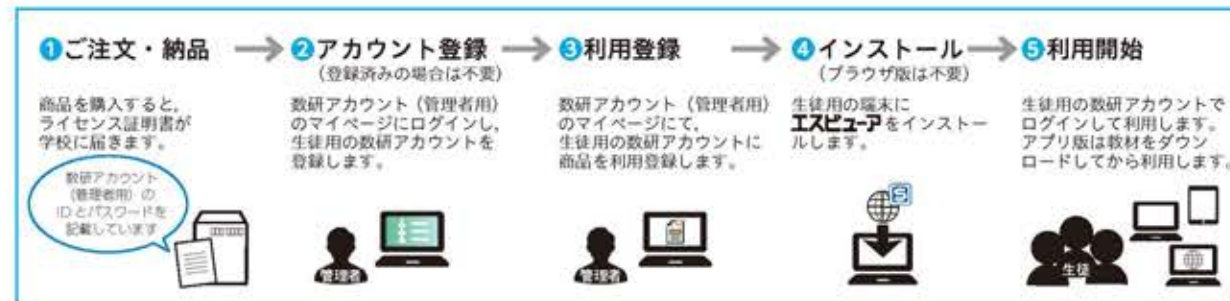 ❶ご注文・納品
商品を購入すると，
ライセンス証明書が
学校に届きます。
数研アカウント
（管理者用）の
IDとパスワードを
記載しています
❷アカウント登録
（登録済みの場合は不要）
数研アカウント（管理者用）
のマイページにログインし，
生徒用の数研アカウントを
登録します。
管理者
❸利用登録
数研アカウント（管理者用）
のマイページにて，
生徒用の数研アカウントに
商品を利用登録します。
管理者
❹インストール
（ブラウザ版は不要）
生徒用の端末に
エスビューアをインストー
ルします。
S
❺利用開始
生徒用の数研アカウントで
ログインして利用します。
アプリ版は教材をダウン
ロードしてから利用します。
生徒